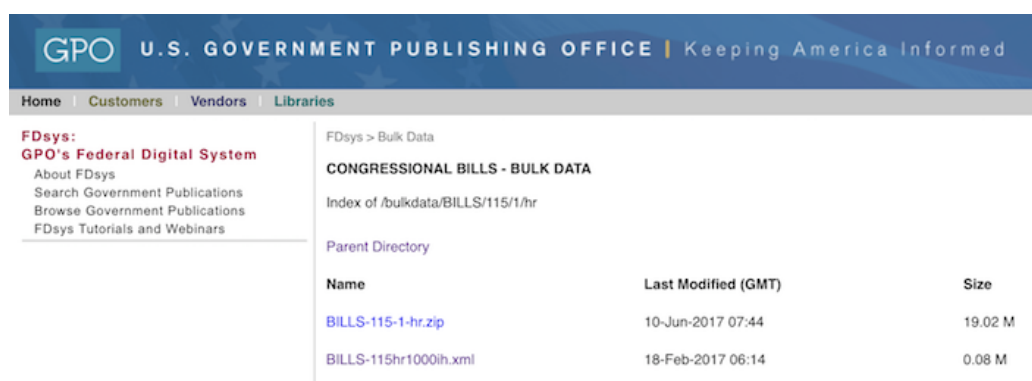 GPO U.S. GOVERNMENT PUBLISHING OFFICE | Keeping America Informed
Home | Customers | Vendors | Libraries
FDsys:
GPO's Federal Digital System
About FDsys
Search Government Publications
Browse Government Publications
FDsys Tutorials and Webinars
FDsys > Bulk Data
CONGRESSIONAL BILLS - BULK DATA
Index of /bulkdata/BILLS/115/1/hr
Parent Directory
Name Last Modified (GMT) Size
BILLS-115-1-hr.zip 10-Jun-2017 07:44 19.02 M
BILLS-115hr1000ih.xml 18-Feb-2017 06:14 0.08 M